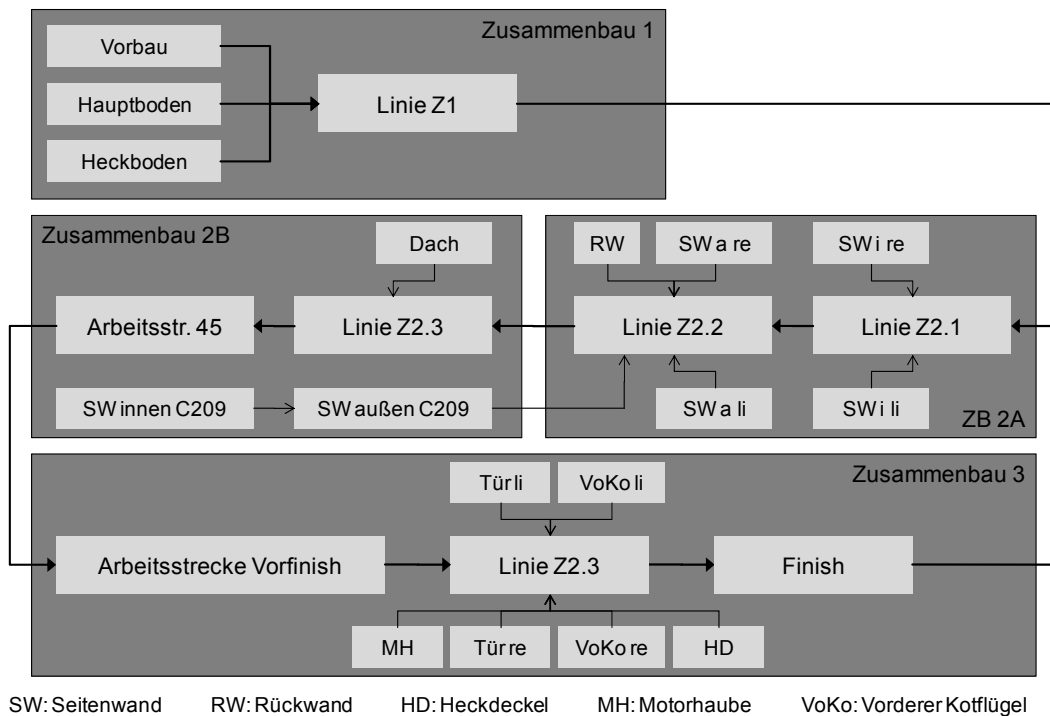 Zusammenbau 1
Vorbau
Hauptboden
Heckboden
Linie Z1
Zusammenbau 2B
Dach
Arbeitsstr. 45
Linie Z2.3
SW innen C209
SW außen C209
RW
SW a re
SW i re
Linie Z2.2
Linie Z2.1
SW a li
SW i li
ZB 2A
Zusammenbau 3
Tür li
VoKo li
Arbeitsstrecke Vorfinish
Linie Z2.3
Finish
MH
Tür re
VoKo re
HD
SW: Seitenwand RW: Rückwand HD: Heckdeckel MH: Motorhaube VoKo: Vorderer Kotflügel